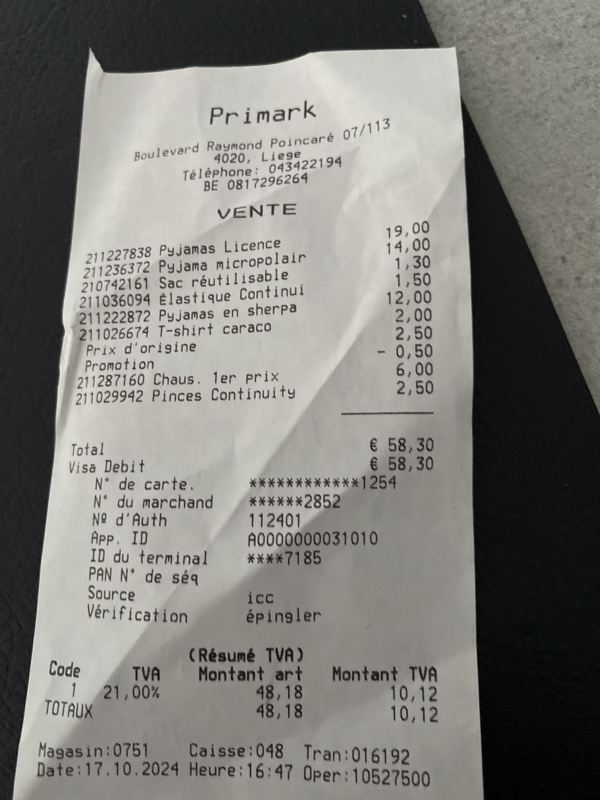 Primark
Boulevard Raymond Poincaré 07/113
4020, Liege
Téléphone: 043422194
BE 0817296264
VENTE
211227838 Pyjamas Licence 19,00
211236372 Pyjama micropolair 14,00
210742161 Sac réutilisable 1,30
211036094 Élastique Continui 1,50
211222872 Pyjamas en sherpa 12,00
211026674 T-shirt caraco 2,00
Prix d'origine 2,50
Promotion - 0,50
211287160 Chaus. 1er prix 6,00
211029942 Pinces Continuity 2,50
Total € 58,30
Visa Debit € 58,30
N° de carte. ************1254
N° du marchand ******2852
Nº d'Auth 112401
App. ID A0000000031010
ID du terminal ****7185
PAN N° de séq
Source icc
Vérification épingler
(Résumé TVA)
Code TVA Montant art Montant TVA
1 21,00% 48,18 10,12
TOTAUX 48,18 10,12
Magasin:0751 Caisse:048 Tran:016192
Date:17.10.2024 Heure:16:47 Oper:10527500